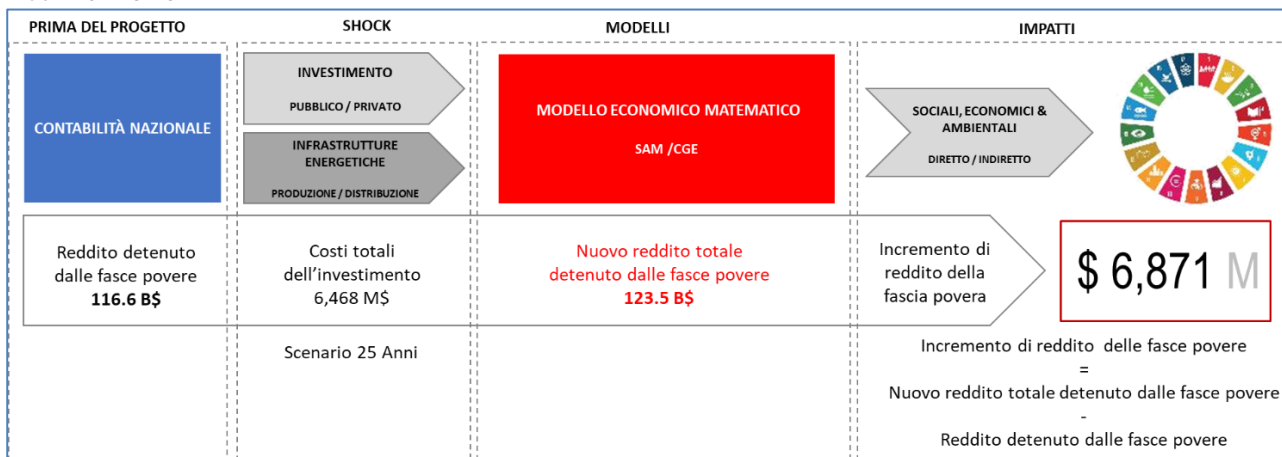 PRIMA DEL PROGETTO
SHOCK
MODELLI
IMPATTI
CONTABILITÀ NAZIONALE
INVESTIMENTO
PUBBLICO / PRIVATO
INFRASTRUTTURE
ENERGETICHE
PRODUZIONE / DISTRIBUZIONE
MODELLO ECONOMICO MATEMATICO
SAM /CGE
SOCIALI, ECONOMICI &
AMBIENTALI
DIRETTO / INDIRETTO
Reddito detenuto
dalle fasce povere
116.6 B$
Costi totali
dell'investimento
6,468 M$
Scenario 25 Anni
Nuovo reddito totale
detenuto dalle fasce povere
123.5 B$
Incremento di
reddito della
fascia povera
$ 6,871 M
Incremento di reddito delle fasce povere
=
Nuovo reddito totale detenuto dalle fasce povere
-
Reddito detenuto dalle fasce povere